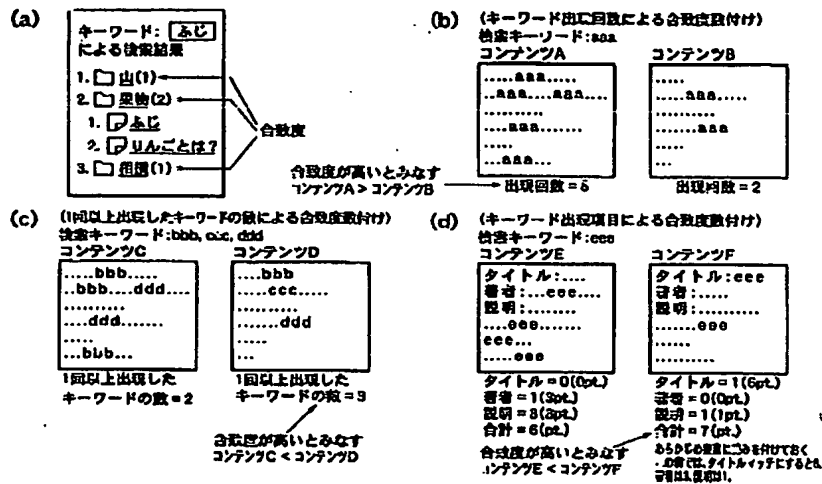 (a)
キーワード: ふじ
による検索結果
1. 山(1)
2. 果物(2)
1. ふじ
2. りんごとは?
3. (1)
合致度
(b) (キーワード出現回数による合致度数付け)
検索キーワード:aaa
コンテンツA
.....aaa.....
..aaa....aaa....
...........
....aaa.......
.....
...aaa...
出現回数 = 5
コンテンツB
.....
.....aaa.....
.....
.......aaa
.....
...
出現回数 = 2
合致度が高いとみなす
コンテンツA > コンテンツB
(c) (1回以上出現したキーワードの数による合致度数付け)
検索キーワード:bbb, ccc, ddd
コンテンツC
.....bbb.....
..bbb....ddd....
...........
....ddd.......
.....
...bbb...
1回以上出現した
キーワードの数 = 2
コンテンツD
....bbb
.....ccc.....
...........
.......ddd
.....
...
1回以上出現した
キーワードの数 = 3
合致度が高いとみなす
コンテンツC < コンテンツD
(d) (キーワード出現項目による合致度数付け)
検索キーワード:eee
コンテンツE
タイトル:....
著者:...eee....
説明:........
....eee.......
eee...
.....eee
タイトル = 0(0pt.)
著者 = 1(3pt.)
説明 = 3(3pt.)
合計 = 6(pt.)
コンテンツF
タイトル:eee
著者:.....
説明:.........
.......eee
......
...........
タイトル = 1(6pt.)
著者 = 0(0pt.)
説明 = 1(1pt.)
合計 = 7(pt.)
合致度が高いとみなす
コンテンツE < コンテンツF